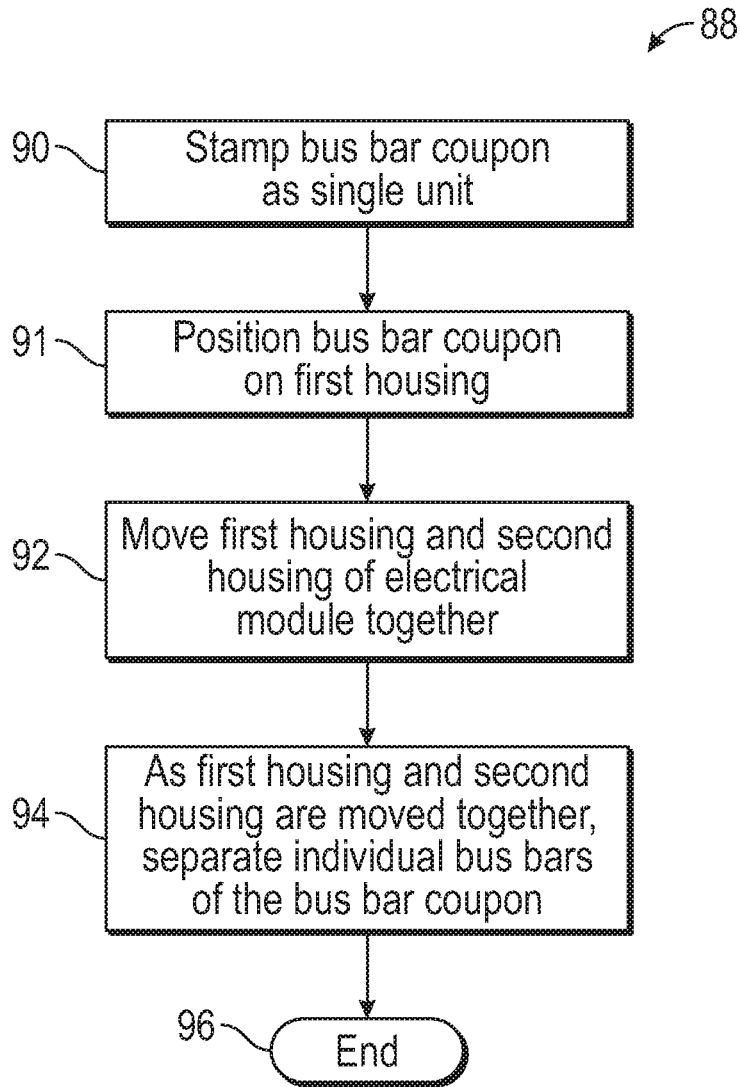 88
90
Stamp bus bar coupon
as single unit
91
Position bus bar coupon
on first housing
92
Move first housing and second
housing of electrical
module together
94
As first housing and second
housing are moved together,
separate individual bus bars
of the bus bar coupon
96
End